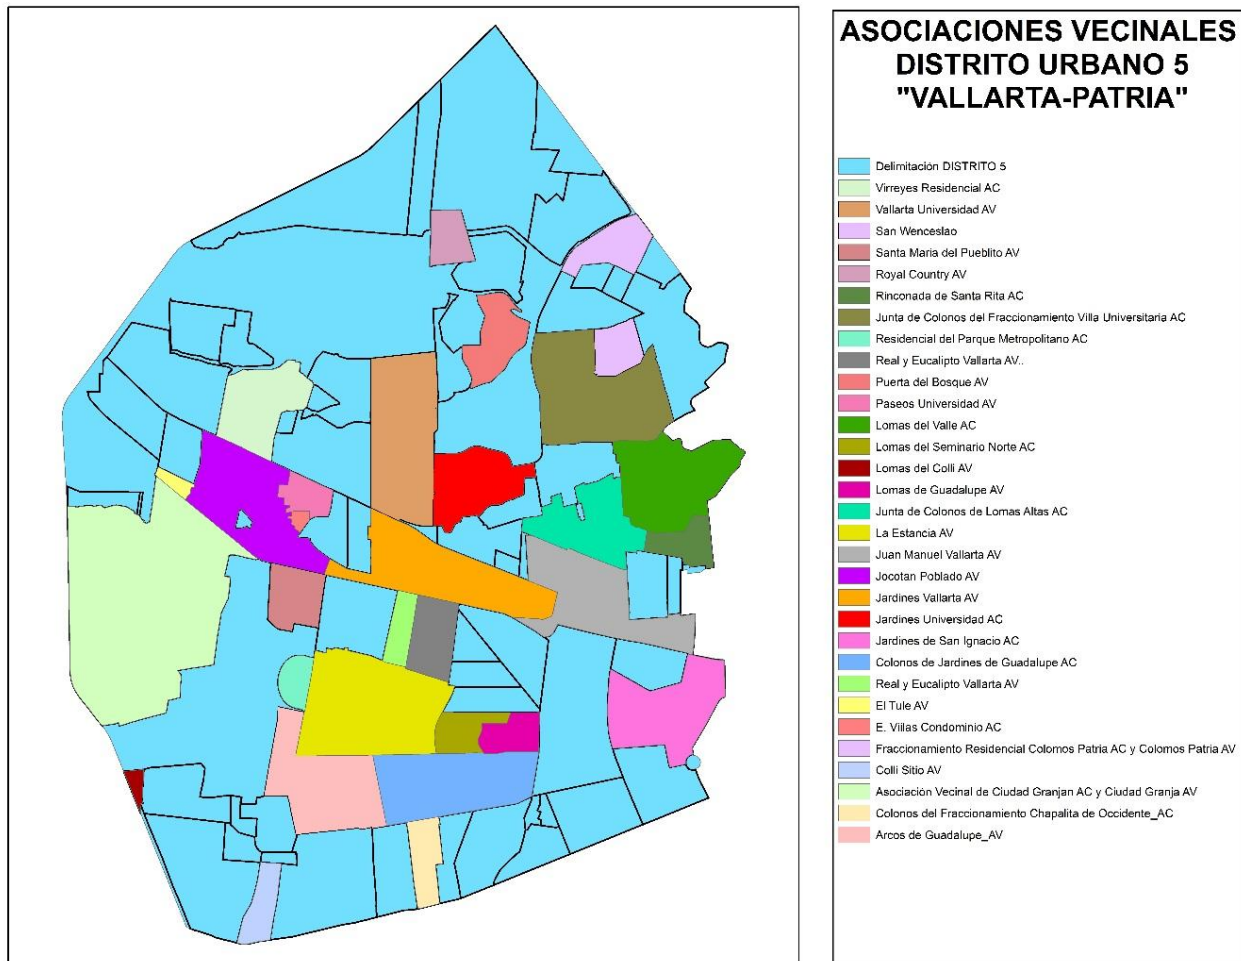 ASOCIACIONES VECINALES
DISTRITO URBANO 5
"VALLARTA-PATRIA"
Delimitación DISTRITO 5
Virreyes Residencial AC
Vallarta Universidad AV
San Wenceslao
Santa Maria del Pueblito AV
Royal Country AV
Rinconada de Santa Rita AC
Junta de Colonos del Fraccionamiento Villa Universitaria AC
Residencial del Parque Metropolitano AC
Real y Eucalipto Vallarta AV..
Puerta del Bosque AV
Paseos Universidad AV
Lomas del Valle AC
Lomas del Seminario Norte AC
Lomas del Colli AV
Lomas de Guadalupe AV
Junta de Colonos de Lomas Altas AC
La Estancia AV
Juan Manuel Vallarta AV
Jocotan Poblado AV
Jardines Vallarta AV
Jardines Universidad AC
Jardines de San Ignacio AC
Colonos de Jardines de Guadalupe AC
Real y Eucalipto Vallarta AV
El Tule AV
E. Villas Condominio AC
Fraccionamiento Residencial Colomos Patria AC y Colomos Patria AV
Colli Sitio AV
Asociación Vecinal de Ciudad Granjan AC y Ciudad Granja AV
Colonos del Fraccionamiento Chapalita de Occidente_AC
Arcos de Guadalupe_AV